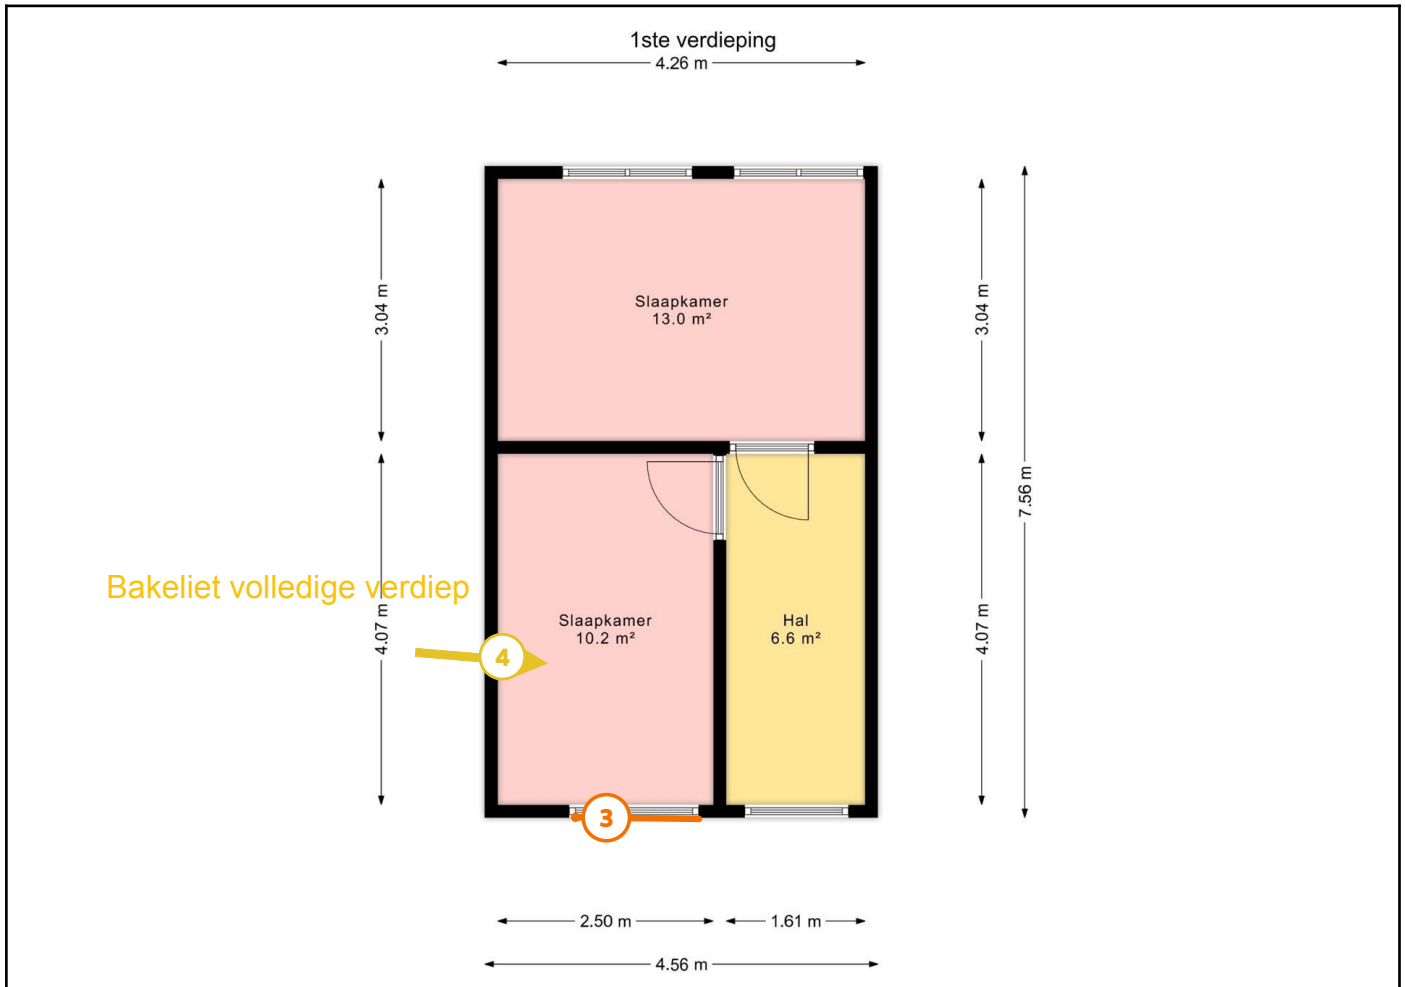 1ste verdieping
4.26 m
3.04 m
3.04 m
Slaapkamer
13.0 m²
7.56 m
Bakeliet volledige verdiep
4.07 m
4.07 m
Slaapkamer
10.2 m²
Hal
6.6 m²
4
3
2.50 m
1.61 m
4.56 m